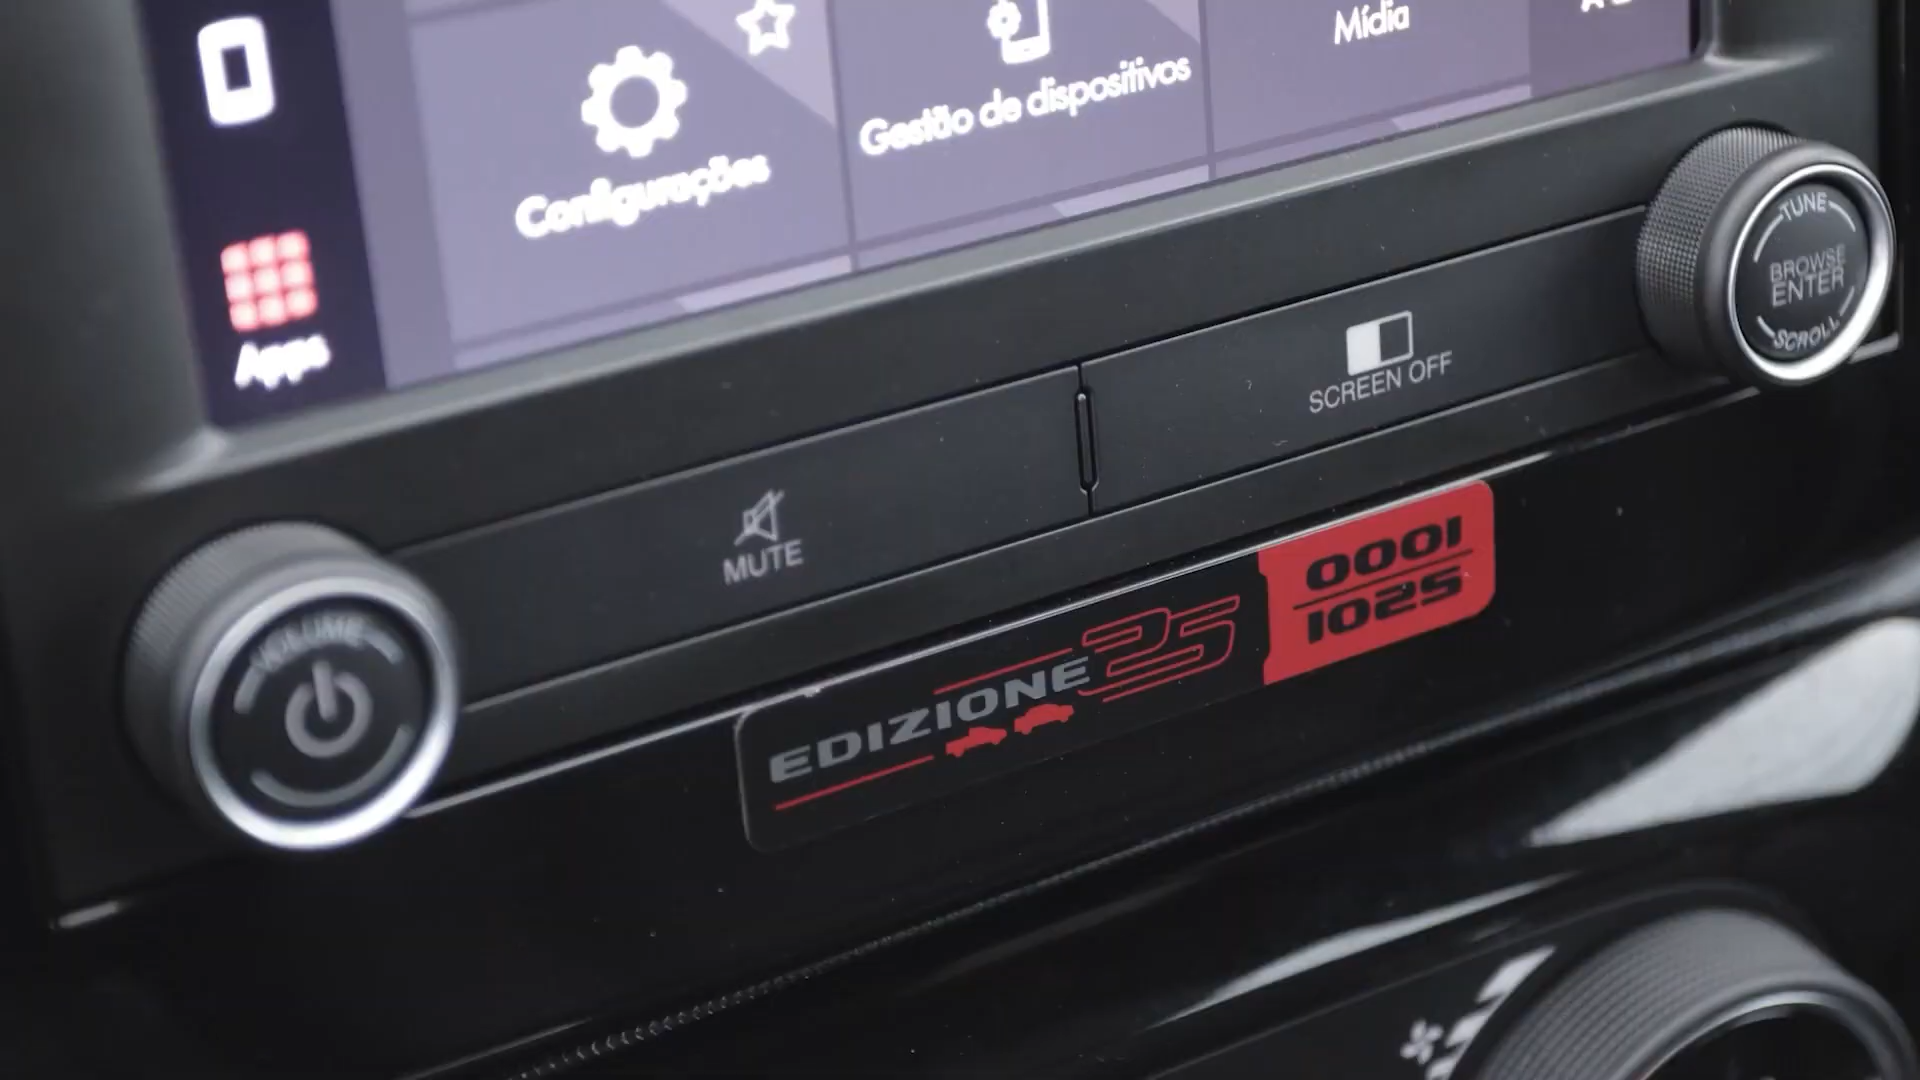 Configurações
Gestão de dispositivos
Mídia
Apps
TUNE
BROWSE
ENTER
SCROLL
SCREEN OFF
MUTE
VOLUME
EDIZIONE 25
0001
1025